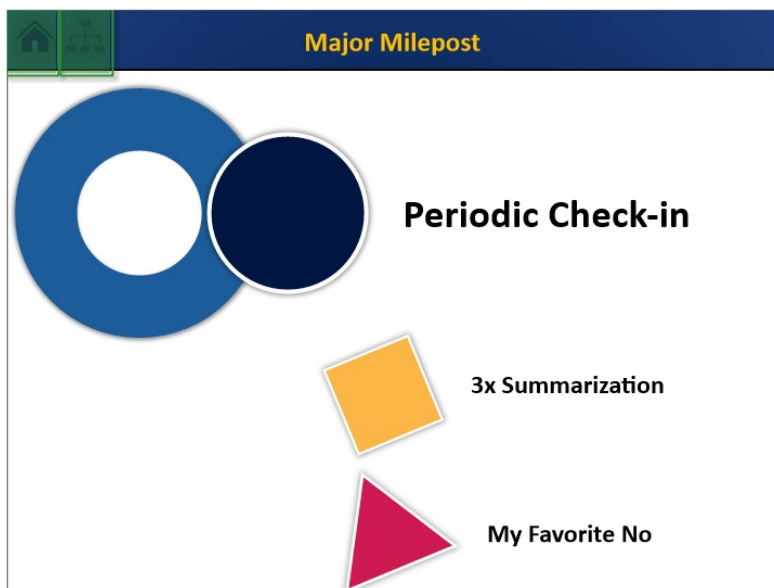 Major Milepost
Periodic Check-in
3x Summarization
My Favorite No